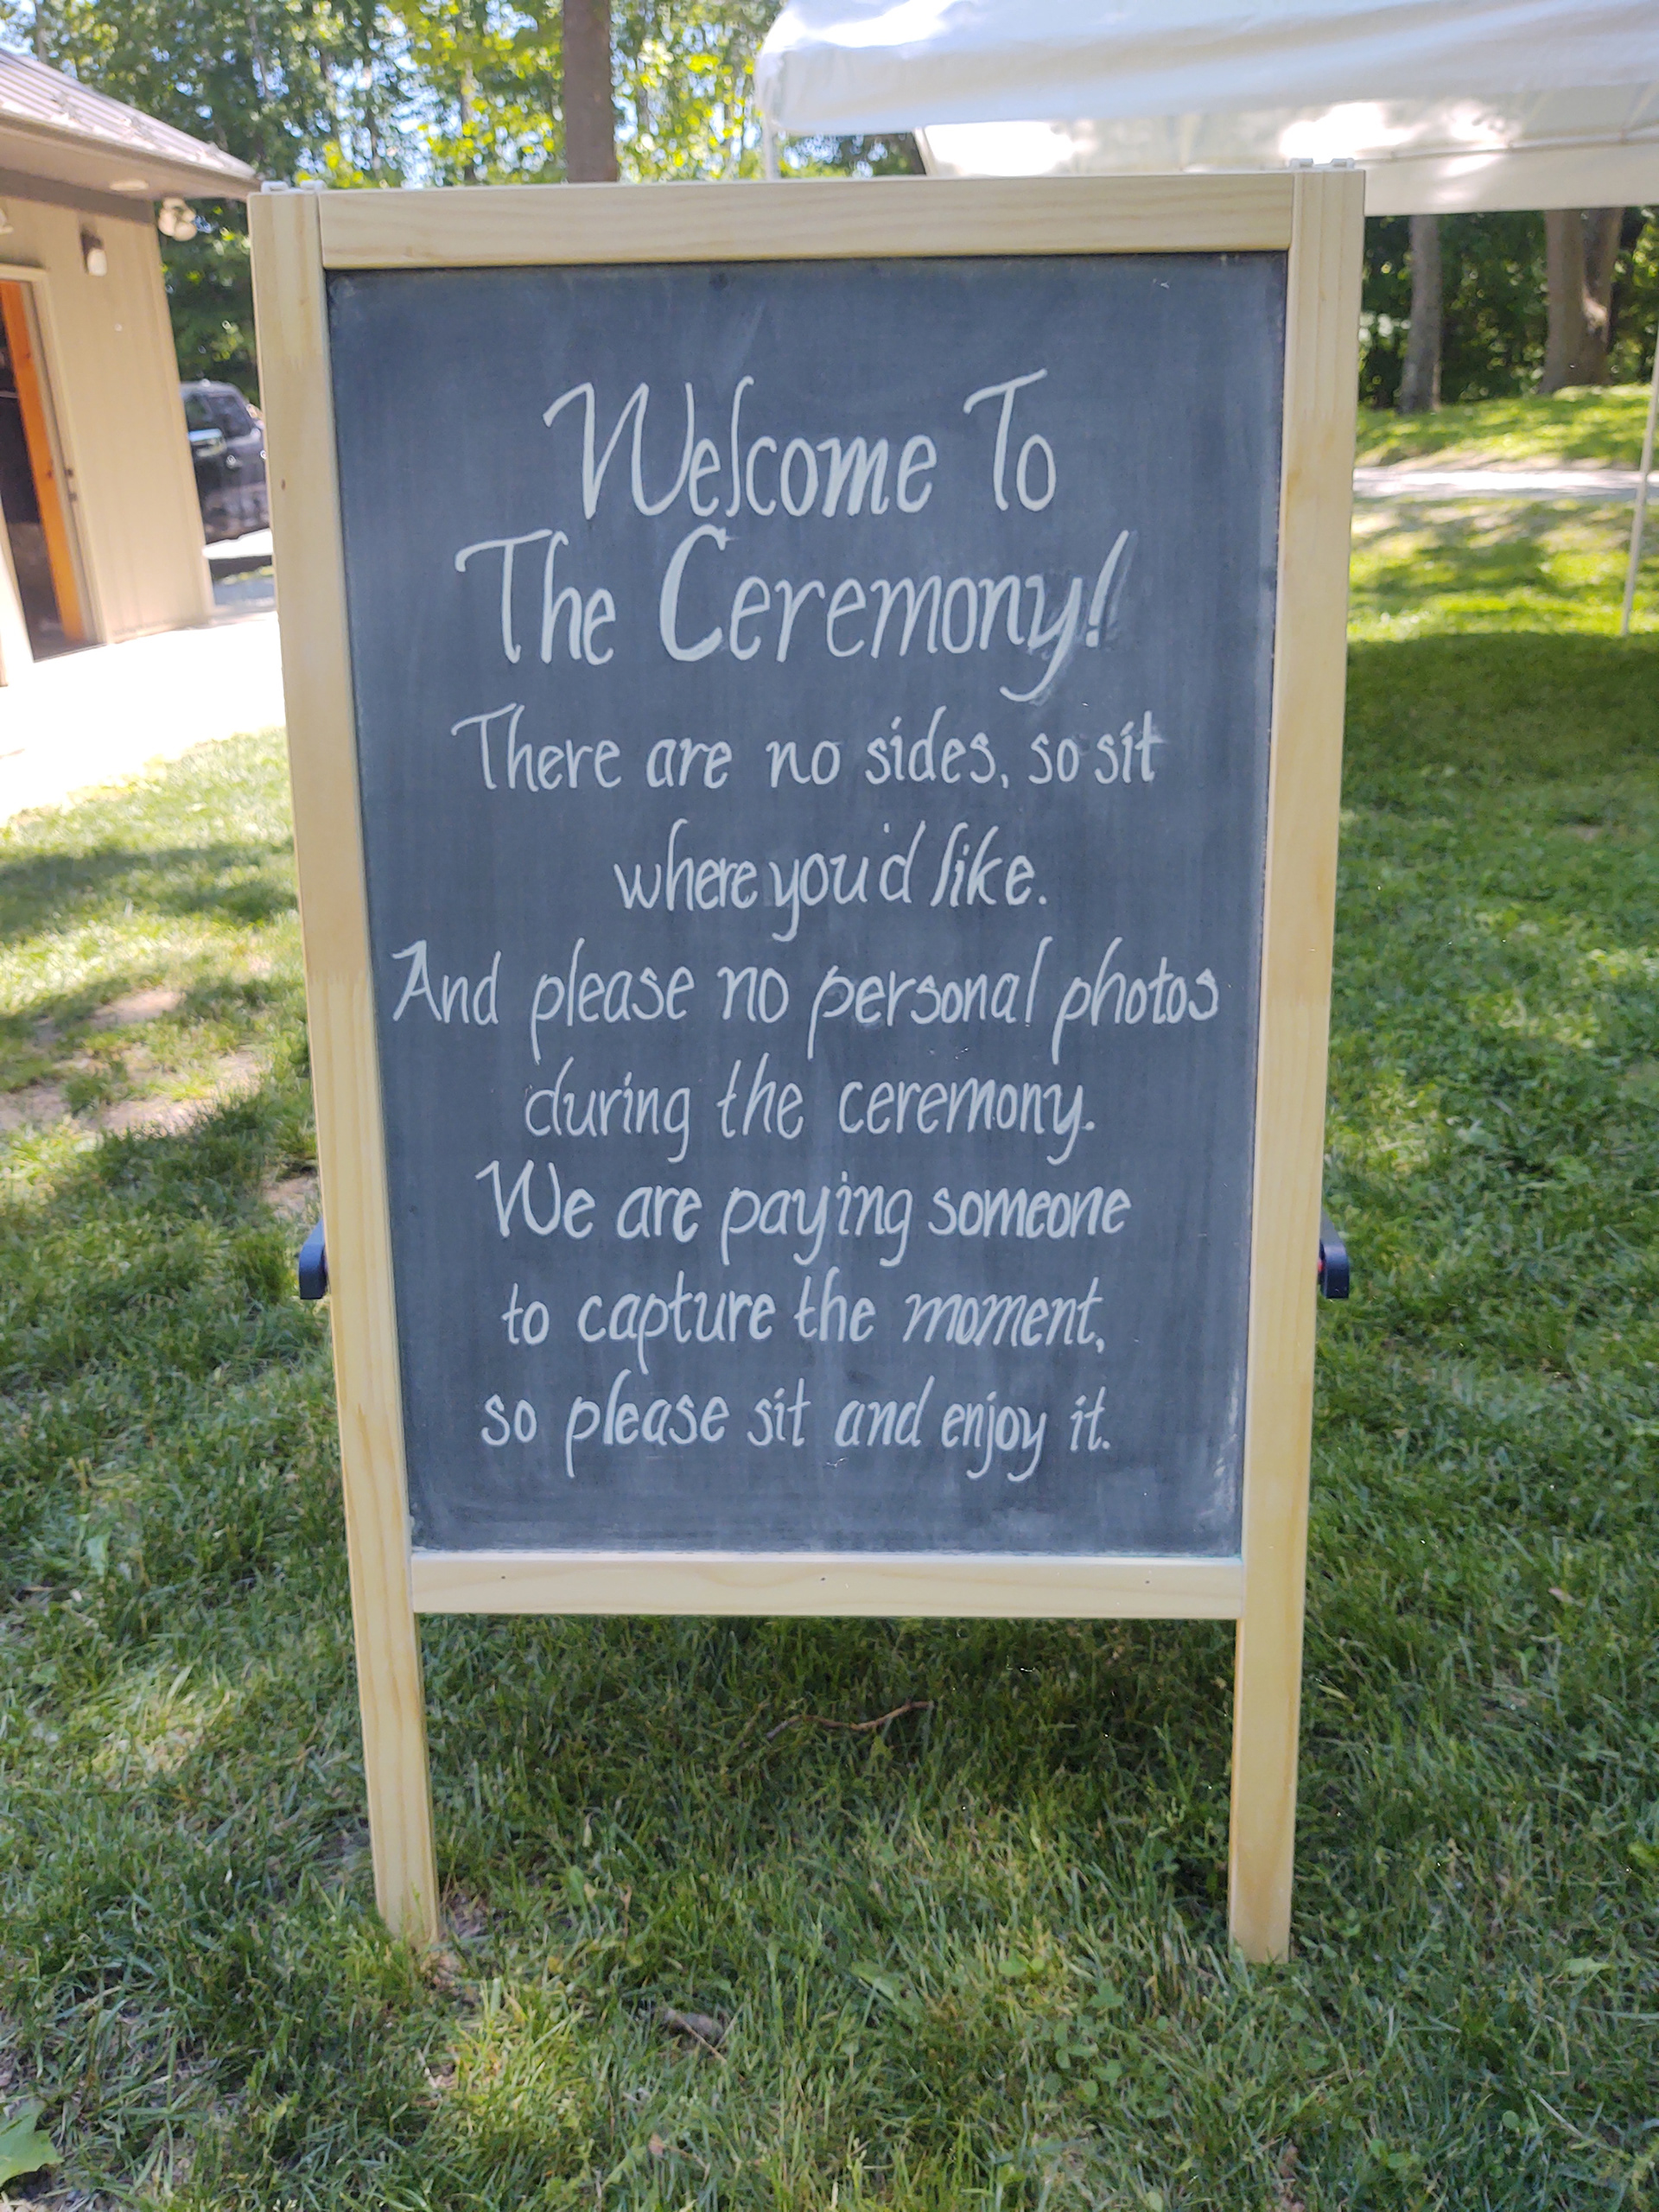 Welcome To
The Ceremony!
There are no sides, so sit
where you'd like.
And please no personal photos
during the ceremony.
We are paying someone
to capture the moment,
so please sit and enjoy it.